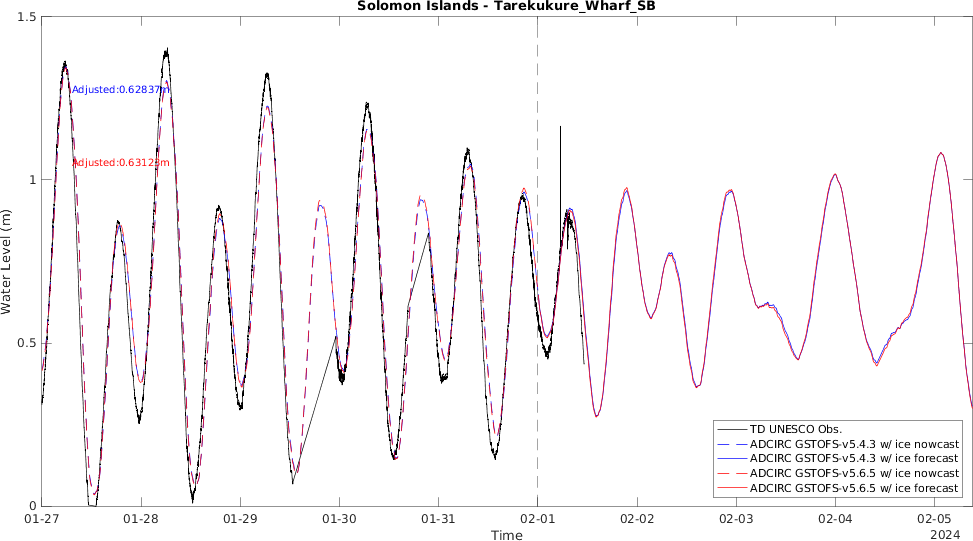 Solomon Islands - Tarekukure_Wharf_SB
Water Level (m)
1.5
1
0.5
0
Adjusted:0.62837m
Adjusted:0.63123m
TD UNESCO Obs.
ADCIRC GSTOFS-v5.4.3 w/ ice nowcast
ADCIRC GSTOFS-v5.4.3 w/ ice forecast
ADCIRC GSTOFS-v5.6.5 w/ ice nowcast
ADCIRC GSTOFS-v5.6.5 w/ ice forecast
01-27 01-28 01-29 01-30 01-31 02-01 02-02 02-03 02-04 02-05
Time
2024